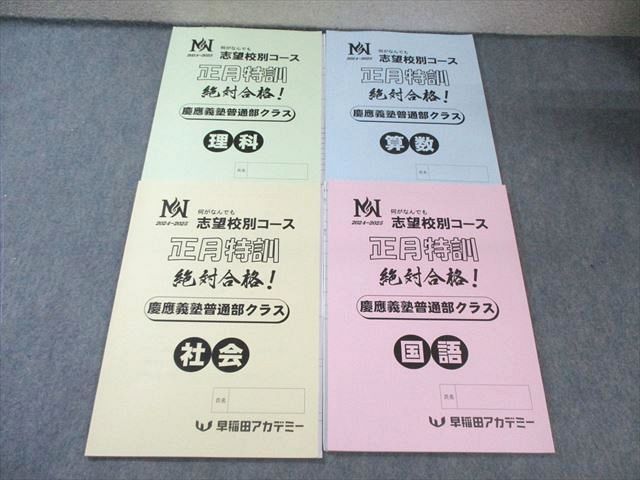 NN
2024-2025
何がなんでも
志望校別コース
正月特訓
絶対合格！
慶應義塾普通部クラス
理科
氏名
NN
2024-2025
何がなんでも
志望校別コース
正月特訓
絶対合格！
慶應義塾普通部クラス
算数
氏名
NN
2024-2025
何がなんでも
志望校別コース
正月特訓
絶対合格！
慶應義塾普通部クラス
社会
氏名
早稲田アカデミー
NN
2024-2025
何がなんでも
志望校別コース
正月特訓
絶対合格！
慶應義塾普通部クラス
国語
氏名
早稲田アカデミー